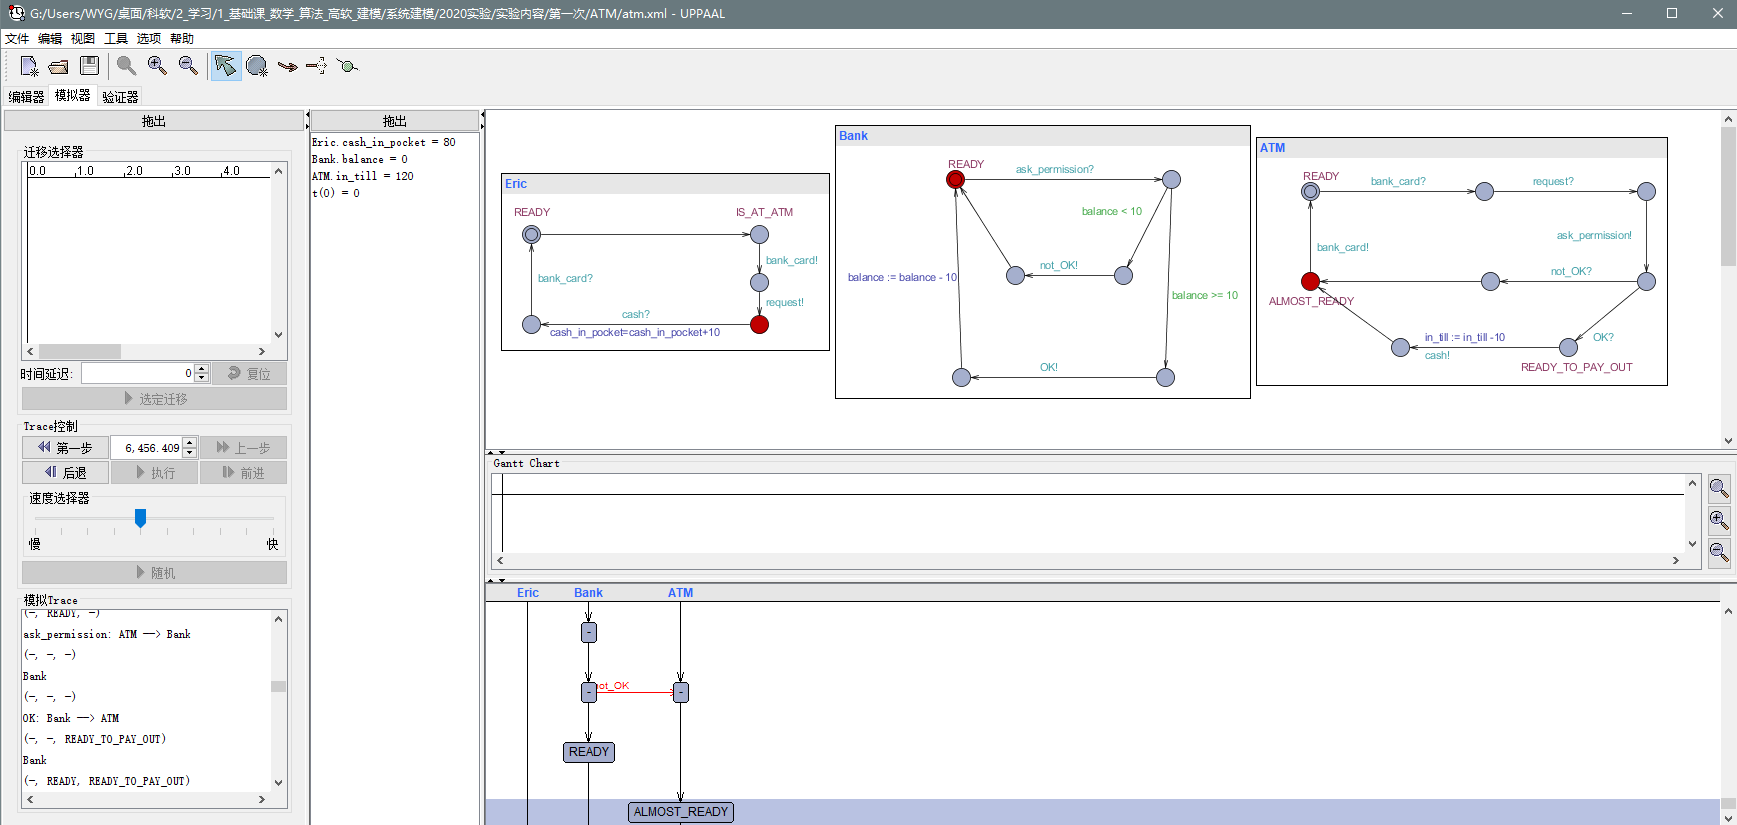 G:/Users/WYG/桌面/科软/2_学习/1_基础课_数学_算法_高软_建模/系统建模/2020实验/实验内容/第一次/ATM/atm.xml - UPPAAL
文件 编辑 视图 工具 选项 帮助
编辑器 模拟器 验证器
拖出
迁移选择器
0.0 1.0 2.0 3.0 4.0
时间延迟: 0 复位
选定迁移
Trace控制
第一步 6,456.409 上一步
后退 执行 前进
速度选择器
慢 快
随机
模拟Trace
(-, READY, -)
ask_permission: ATM --> Bank
(-, -, -)
Bank
(-, -, -)
OK: Bank --> ATM
(-, -, READY_TO_PAY_OUT)
Bank
(-, READY, READY_TO_PAY_OUT)
拖出
Eric.cash_in_pocket = 80
Bank.balance = 0
ATM.in_till = 120
t(0) = 0
Eric
READY
IS_AT_ATM
bank_card!
bank_card?
request!
cash?
cash_in_pocket=cash_in_pocket+10
Bank
READY
ask_permission?
balance < 10
not_OK!
balance := balance - 10
balance >= 10
OK!
ATM
READY
bank_card?
request?
ask_permission!
bank_card!
not_OK?
ALMOST_READY
in_till := in_till -10
OK?
cash!
READY_TO_PAY_OUT
Gantt Chart
Eric Bank ATM
-
- not_OK -
READY
ALMOST_READY